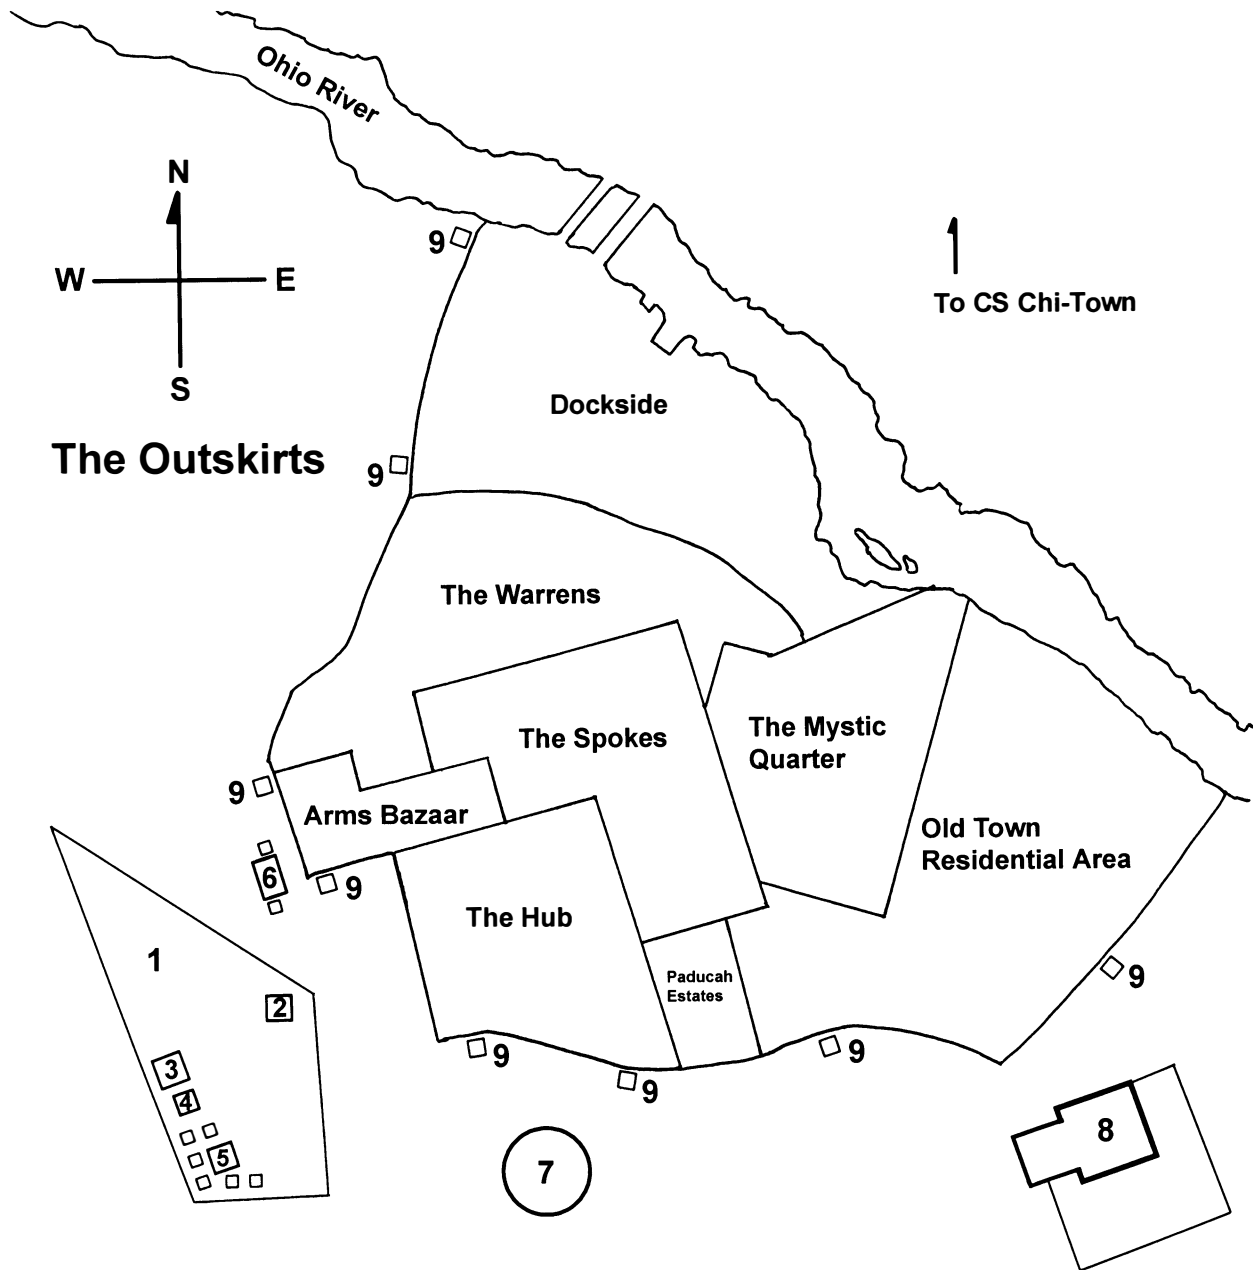 Ohio River
N
W
E
S
9
To CS Chi-Town
Dockside
The Outskirts
9
The Warrens
The Spokes
The Mystic
Quarter
9
Arms Bazaar
Old Town
Residential Area
6
9
The Hub
1
Paducah
Estates
9
2
9
9
3
9
4
8
5
7